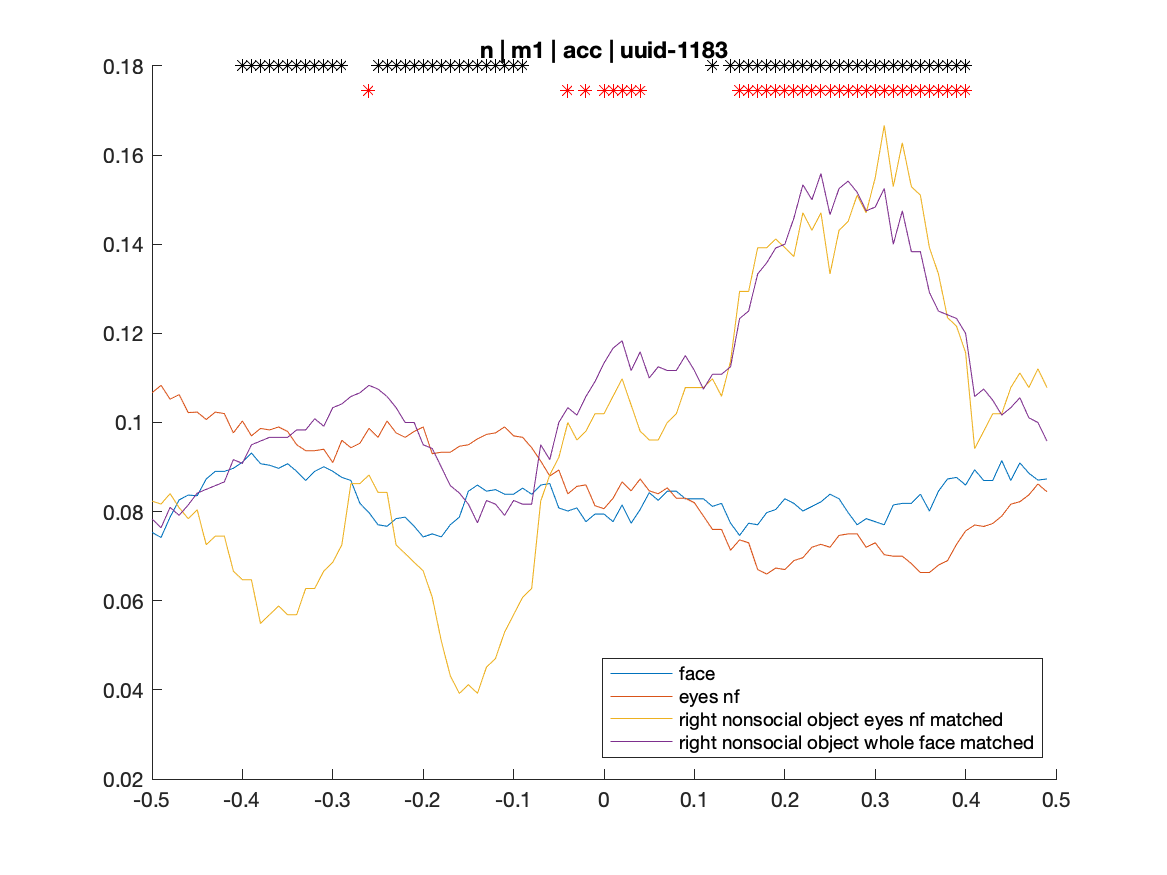 n | m1 | acc | uuid-1183
0.18
0.16
0.14
0.12
0.1
0.08
0.06
0.04
0.02
face
eyes nf
right nonsocial object eyes nf matched
right nonsocial object whole face matched
-0.5 -0.4 -0.3 -0.2 -0.1 0 0.1 0.2 0.3 0.4 0.5